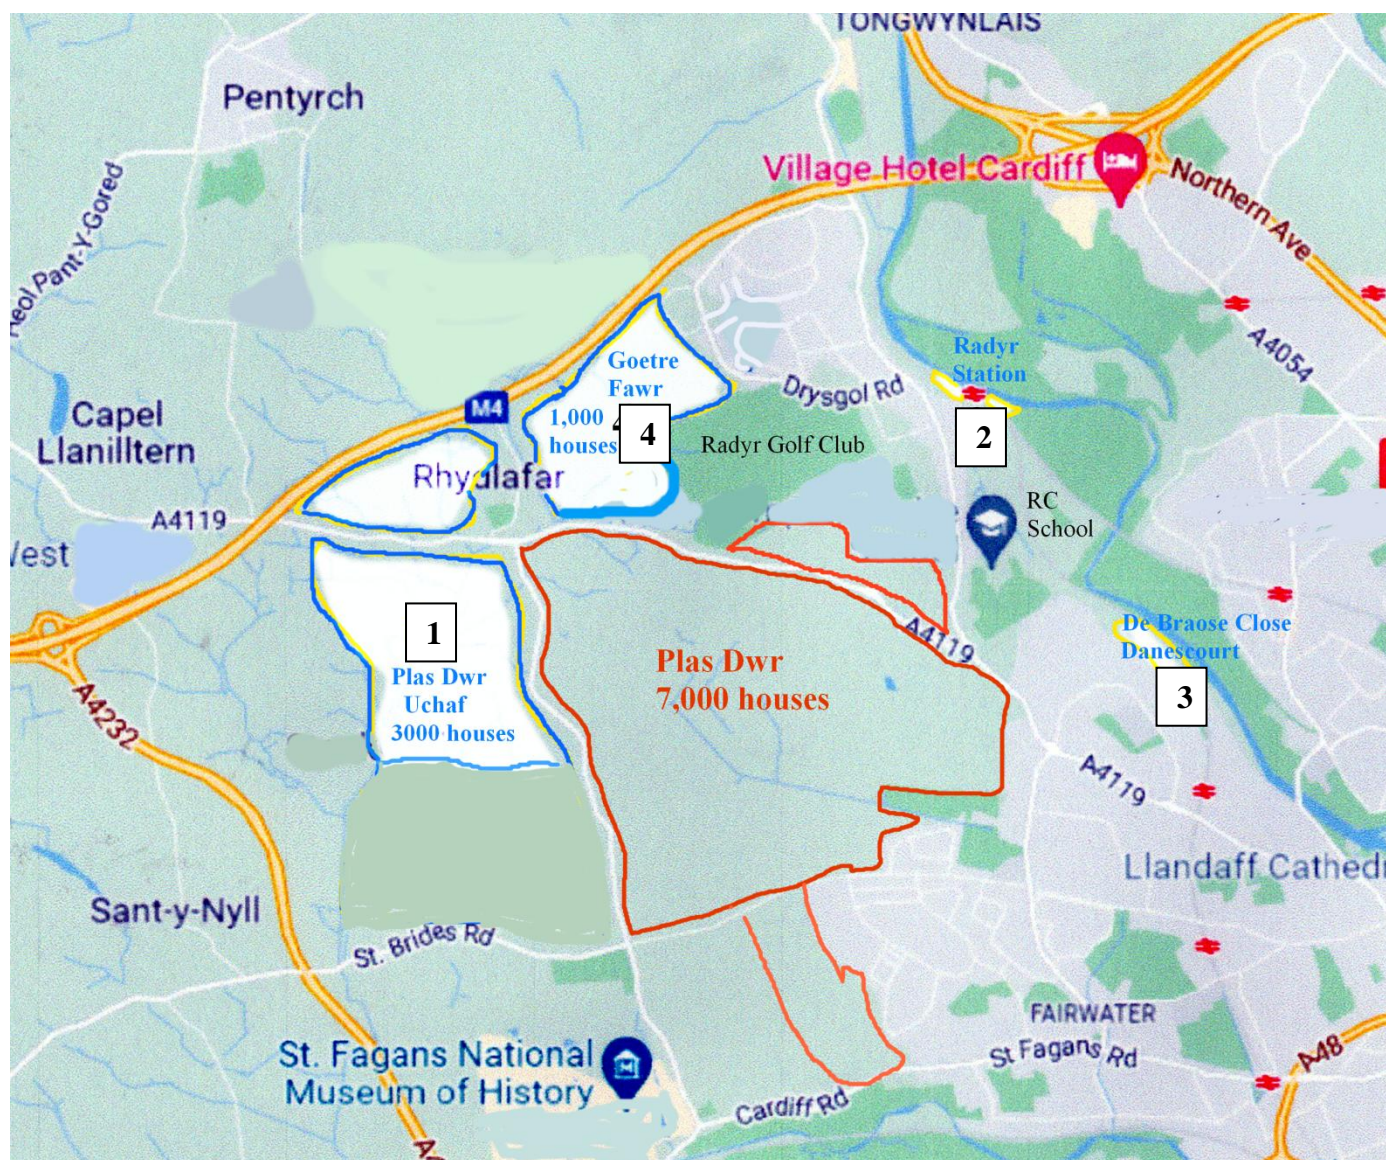 TONGWYNLAIS
Pentyrch
Village Hotel Cardiff
Northern Ave
Heol Pant-Y-Gored
A4054
Radyr
Station
Goetre
Fawr
1,000
houses
4
Drysgol Rd
M4
2
Capel
Llanilltern
Radyr Golf Club
Rhydlafar
RC
School
A4119
West
1
De Braose Close
Danescourt
A4119
Plas Dwr
7,000 houses
3
Plas Dwr
Uchaf
3000 houses
A4232
A4119
Llandaff Cathedr
Sant-y-Nyll
St. Brides Rd
FAIRWATER
St Fagans Rd
A48
St. Fagans National
Museum of History
Cardiff Rd